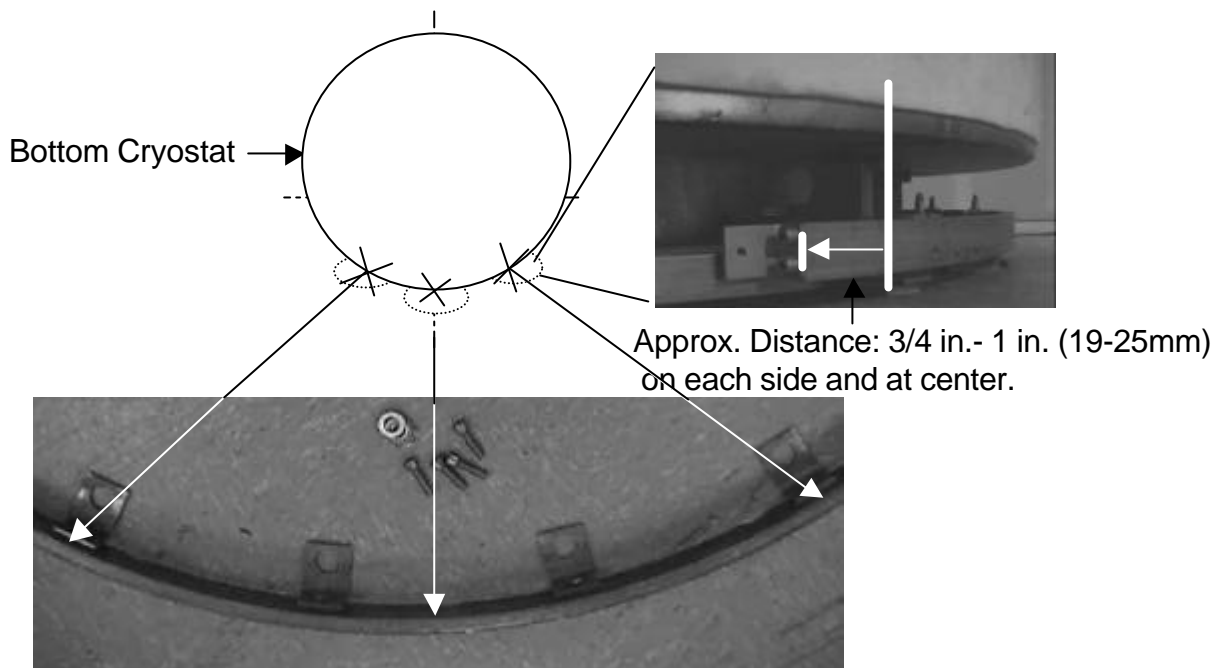 Bottom Cryostat
Approx. Distance: 3/4 in.- 1 in. (19-25mm)
on each side and at center.